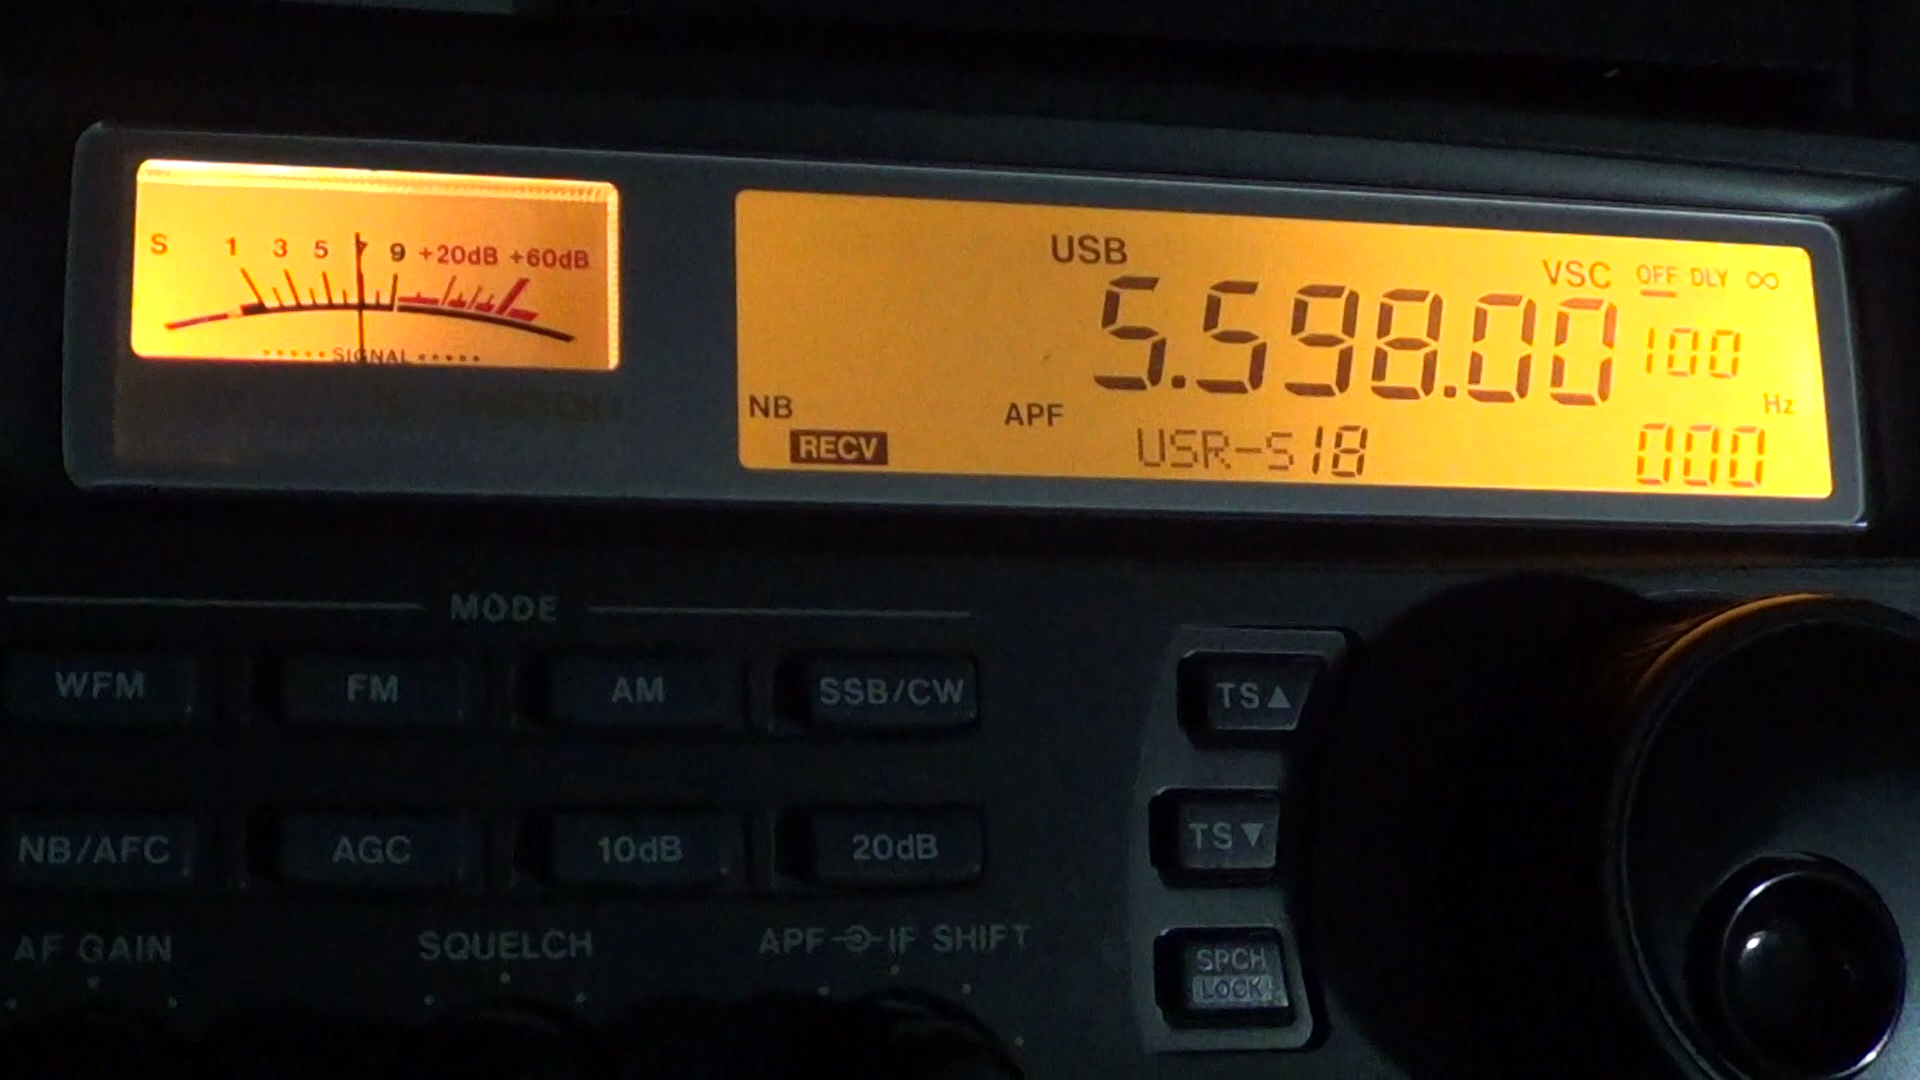 S 1 3 5 7 9 +20dB +60dB
SIGNAL
USB
VSC OFF DLY ∞
5.598.00 100
Hz
NB APF
RECV USR-S18 000
MODE
WFM FM AM SSB/CW
TS▲
NB/AFC AGC 10dB 20dB
TS▼
AF GAIN SQUELCH APF IF SHIFT
SPCH
LOCK